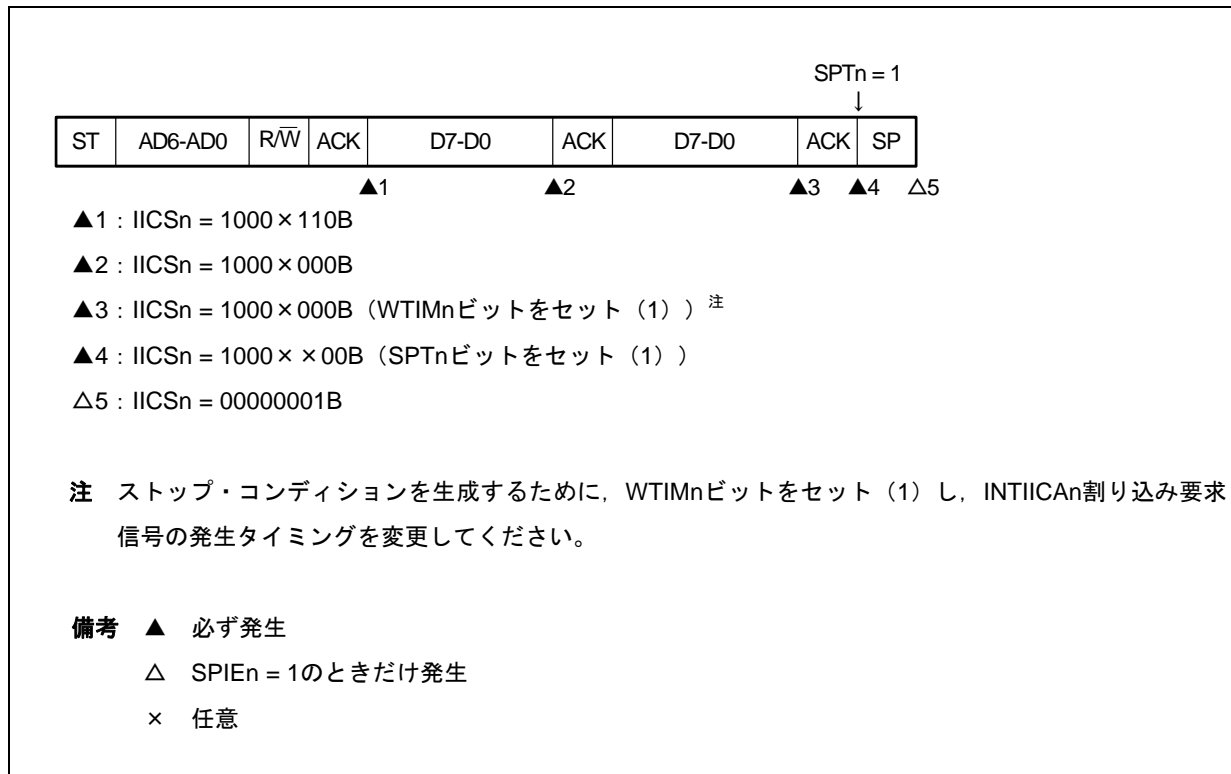 SPTn = 1
↓
ST AD6-AD0 R/W̅ ACK D7-D0 ACK D7-D0 ACK SP
▲1 ▲2 ▲3 ▲4 △5
▲1：IICSn = 1000×110B
▲2：IICSn = 1000×000B
▲3：IICSn = 1000×000B（WTIMnビットをセット（1））注
▲4：IICSn = 1000××00B（SPTnビットをセット（1））
△5：IICSn = 00000001B
注 ストップ・コンディションを生成するために，WTIMnビットをセット（1）し，INTIICAn割り込み要求
信号の発生タイミングを変更してください。
備考 ▲ 必ず発生
△ SPIEn = 1のときだけ発生
× 任意